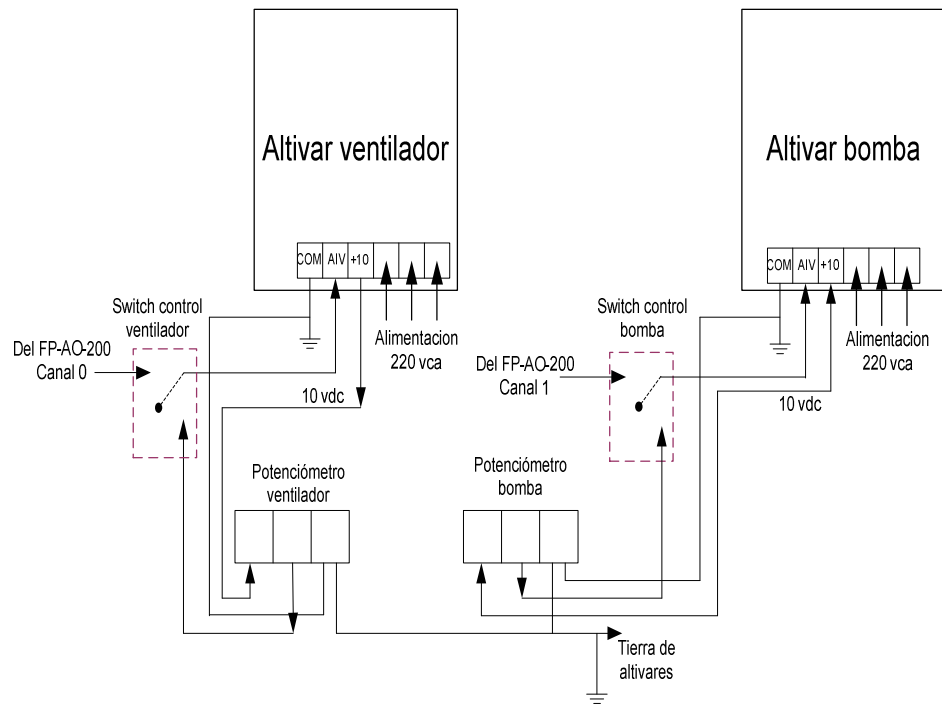 Altivar ventilador
Altivar bomba
COM AIV +10
COM AIV +10
Switch control
ventilador
Alimentacion
220 vca
Del FP-AO-200
Canal 0
10 vdc
Switch control
bomba
Alimentacion
220 vca
Del FP-AO-200
Canal 1
10 vdc
Potenciómetro
ventilador
Potenciómetro
bomba
Tierra de
altivares